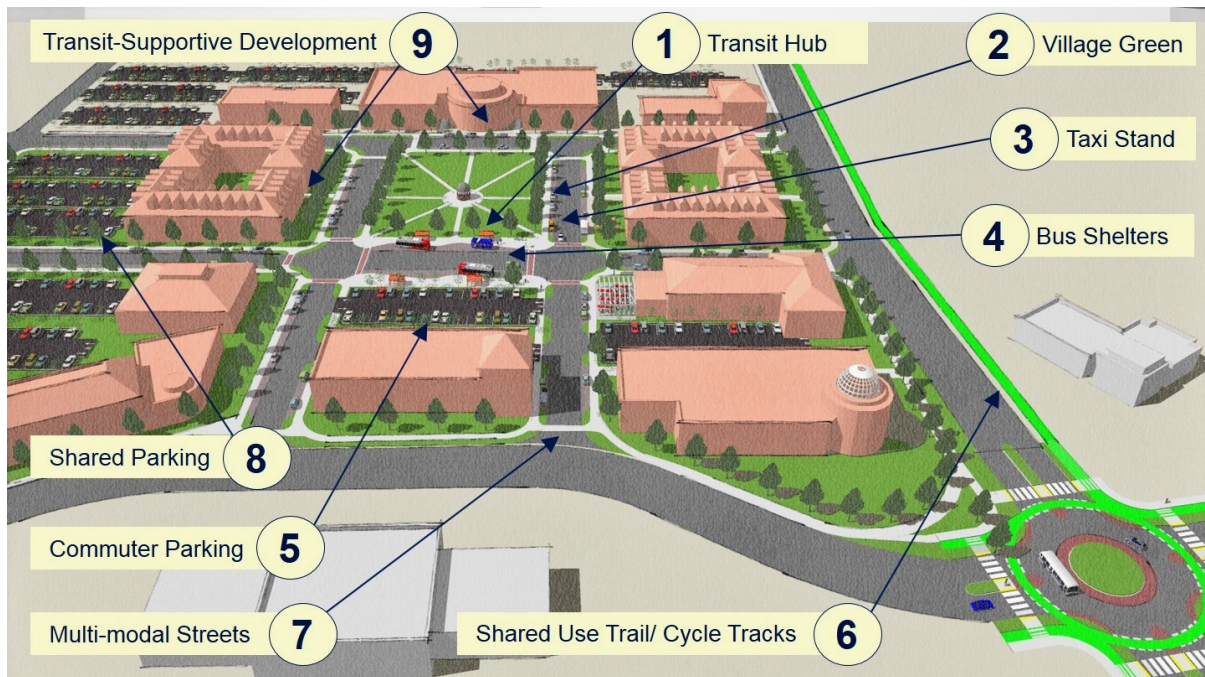 Transit-Supportive Development 9
1 Transit Hub
2 Village Green
3 Taxi Stand
4 Bus Shelters
Shared Parking 8
Commuter Parking 5
Multi-modal Streets 7
Shared Use Trail/ Cycle Tracks 6